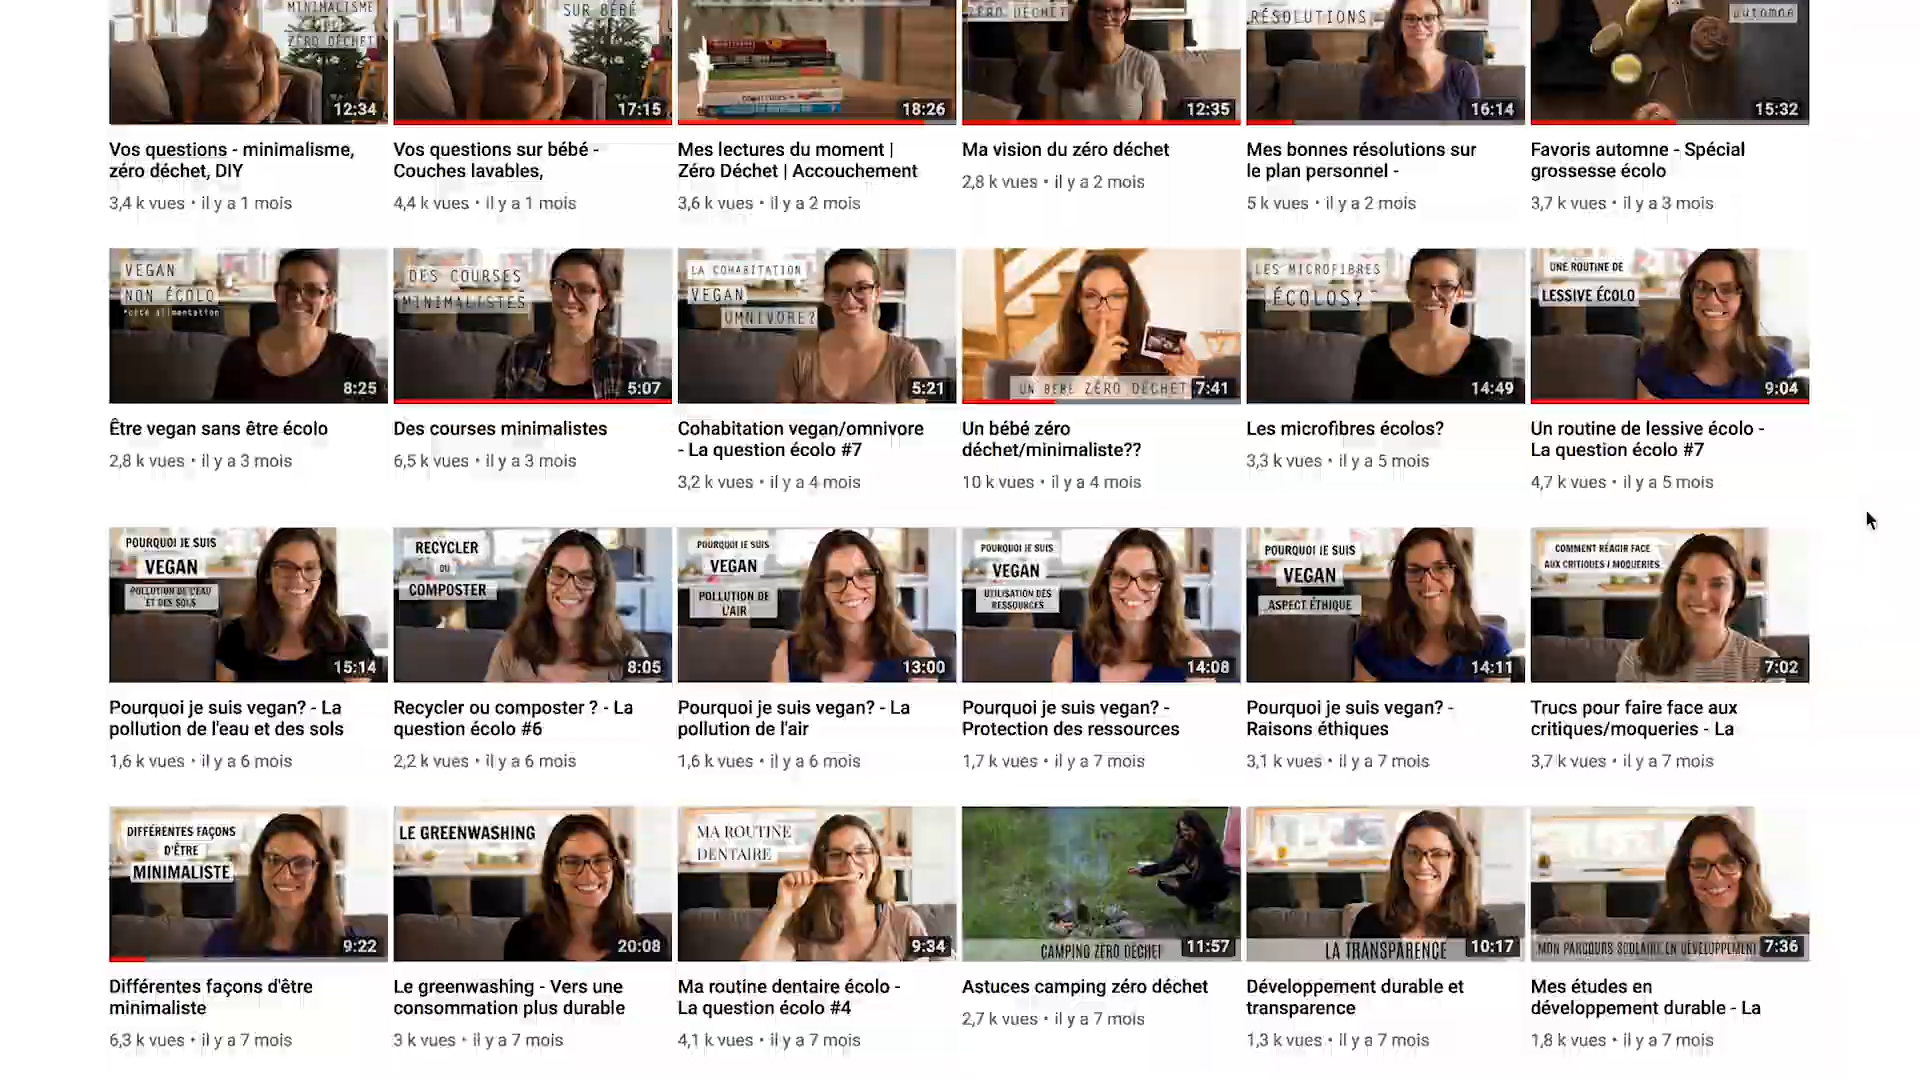 MINIMALISME
ZÉRO DÉCHET
12:34
SUR BÉBÉ
17:15
18:26
ZÉRO DÉCHET
12:35
RÉSOLUTIONS
16:14
automne
15:32
Vos questions - minimalisme,
zéro déchet, DIY
3,4 k vues • il y a 1 mois
Vos questions sur bébé -
Couches lavables,
4,4 k vues • il y a 1 mois
Mes lectures du moment |
Zéro Déchet | Accouchement
3,6 k vues • il y a 2 mois
Ma vision du zéro déchet
2,8 k vues • il y a 2 mois
Mes bonnes résolutions sur
le plan personnel -
5 k vues • il y a 2 mois
Favoris automne - Spécial
grossesse écolo
3,7 k vues • il y a 3 mois
VEGAN
NON ÉCOLO
*côté alimentation
8:25
DES COURSES
MINIMALISTES
5:07
LA COHABITATION
VEGAN
OMNIVORE?
5:21
UN BÉBÉ ZÉRO DÉCHET
7:41
LES MICROFIBRES
ÉCOLOS?
14:49
UNE ROUTINE DE
LESSIVE ÉCOLO
9:04
Être vegan sans être écolo
2,8 k vues • il y a 3 mois
Des courses minimalistes
6,5 k vues • il y a 3 mois
Cohabitation vegan/omnivore
- La question écolo #7
3,2 k vues • il y a 4 mois
Un bébé zéro
déchet/minimaliste??
10 k vues • il y a 4 mois
Les microfibres écolos?
3,3 k vues • il y a 5 mois
Un routine de lessive écolo -
La question écolo #7
4,7 k vues • il y a 5 mois
POURQUOI JE SUIS
VEGAN
POLLUTION DE L'EAU
ET DES SOLS
15:14
RECYCLER
OU
COMPOSTER
8:05
POURQUOI JE SUIS
VEGAN
POLLUTION DE
L'AIR
13:00
POURQUOI JE SUIS
VEGAN
UTILISATION DES
RESSOURCES
14:08
POURQUOI JE SUIS
VEGAN
ASPECT ÉTHIQUE
14:11
COMMENT RÉAGIR FACE
AUX CRITIQUES / MOQUERIES
7:02
Pourquoi je suis vegan? - La
pollution de l'eau et des sols
1,6 k vues • il y a 6 mois
Recycler ou composter ? - La
question écolo #6
2,2 k vues • il y a 6 mois
Pourquoi je suis vegan? - La
pollution de l'air
1,6 k vues • il y a 6 mois
Pourquoi je suis vegan? -
Protection des ressources
1,7 k vues • il y a 7 mois
Pourquoi je suis vegan? -
Raisons éthiques
3,1 k vues • il y a 7 mois
Trucs pour faire face aux
critiques/moqueries - La
3,7 k vues • il y a 7 mois
DIFFÉRENTES FAÇONS
D'ÊTRE
MINIMALISTE
9:22
LE GREENWASHING
20:08
MA ROUTINE
DENTAIRE
9:34
CAMPING ZÉRO DÉCHET
11:57
LA TRANSPARENCE
10:17
MON PARCOURS SCOLAIRE EN DÉVELOPPEMENT
7:36
Différentes façons d'être
minimaliste
6,3 k vues • il y a 7 mois
Le greenwashing - Vers une
consommation plus durable
3 k vues • il y a 7 mois
Ma routine dentaire écolo -
La question écolo #4
4,1 k vues • il y a 7 mois
Astuces camping zéro déchet
2,7 k vues • il y a 7 mois
Développement durable et
transparence
1,3 k vues • il y a 7 mois
Mes études en
développement durable - La
1,8 k vues • il y a 7 mois